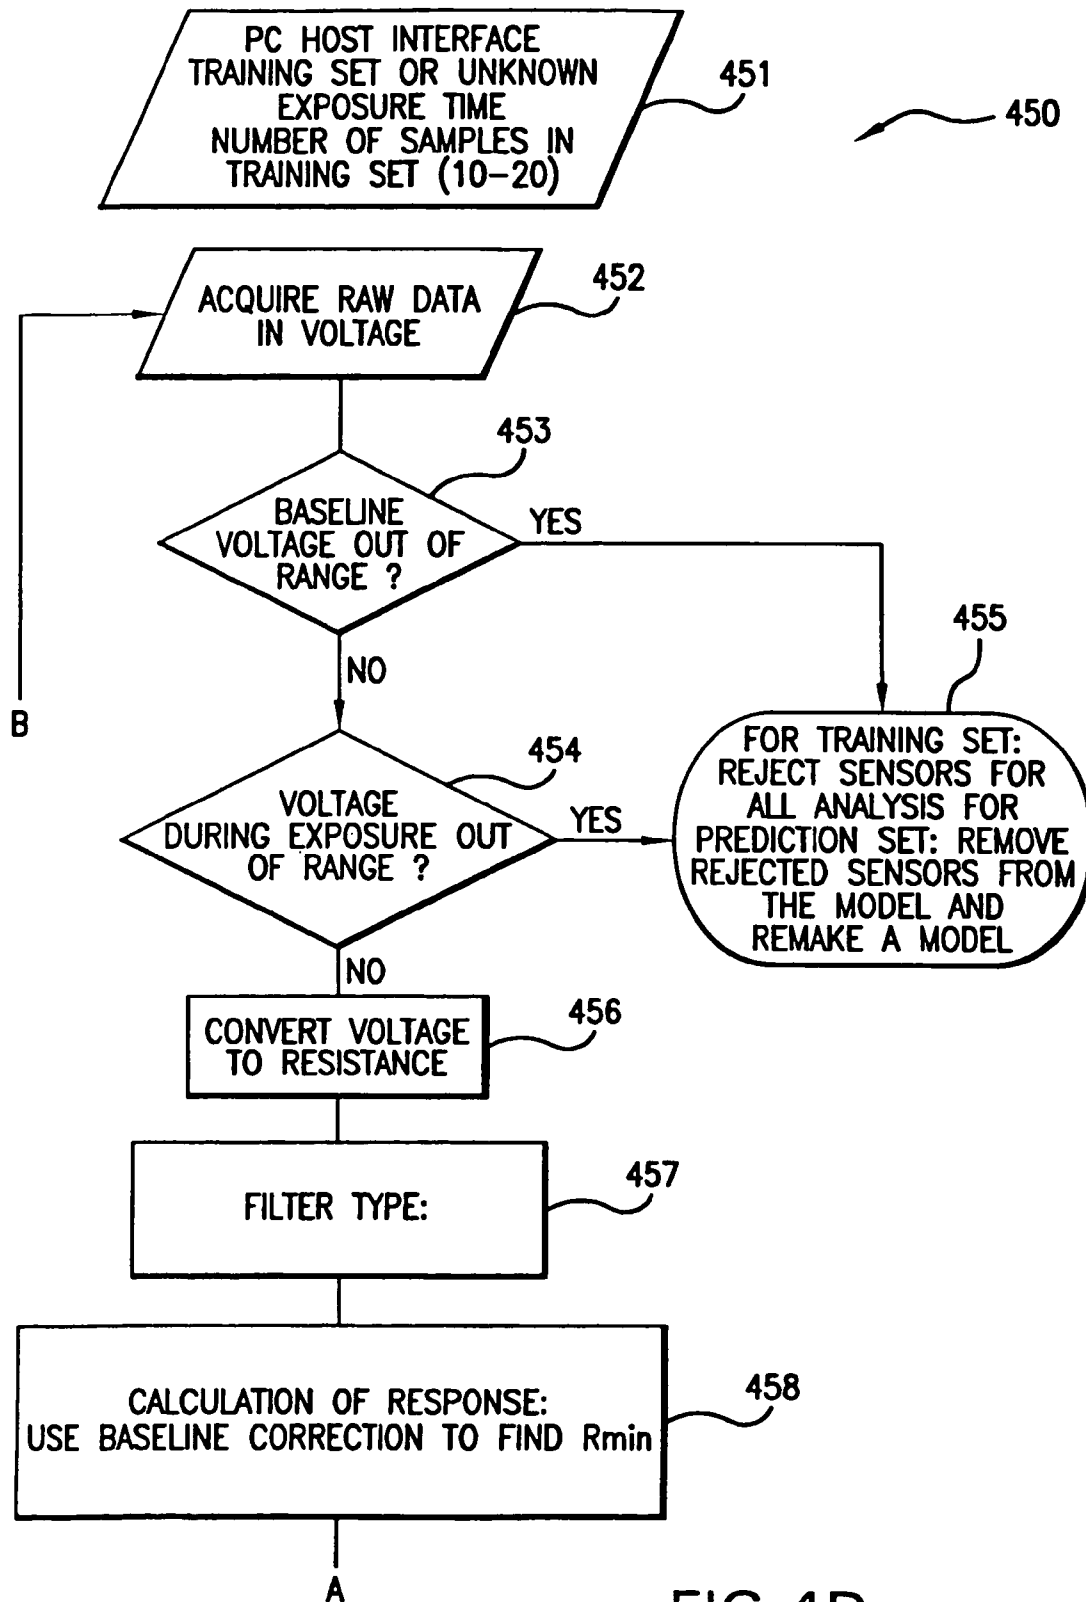 PC HOST INTERFACE
TRAINING SET OR UNKNOWN
EXPOSURE TIME
NUMBER OF SAMPLES IN
TRAINING SET (10-20)
451
450
ACQUIRE RAW DATA
IN VOLTAGE
452
453
BASELINE
VOLTAGE OUT OF
RANGE ?
YES
NO
B
454
VOLTAGE
DURING EXPOSURE OUT
OF RANGE ?
YES
NO
455
FOR TRAINING SET:
REJECT SENSORS FOR
ALL ANALYSIS FOR
PREDICTION SET: REMOVE
REJECTED SENSORS FROM
THE MODEL AND
REMAKE A MODEL
CONVERT VOLTAGE
TO RESISTANCE
456
FILTER TYPE:
457
CALCULATION OF RESPONSE:
USE BASELINE CORRECTION TO FIND Rmin
458
A